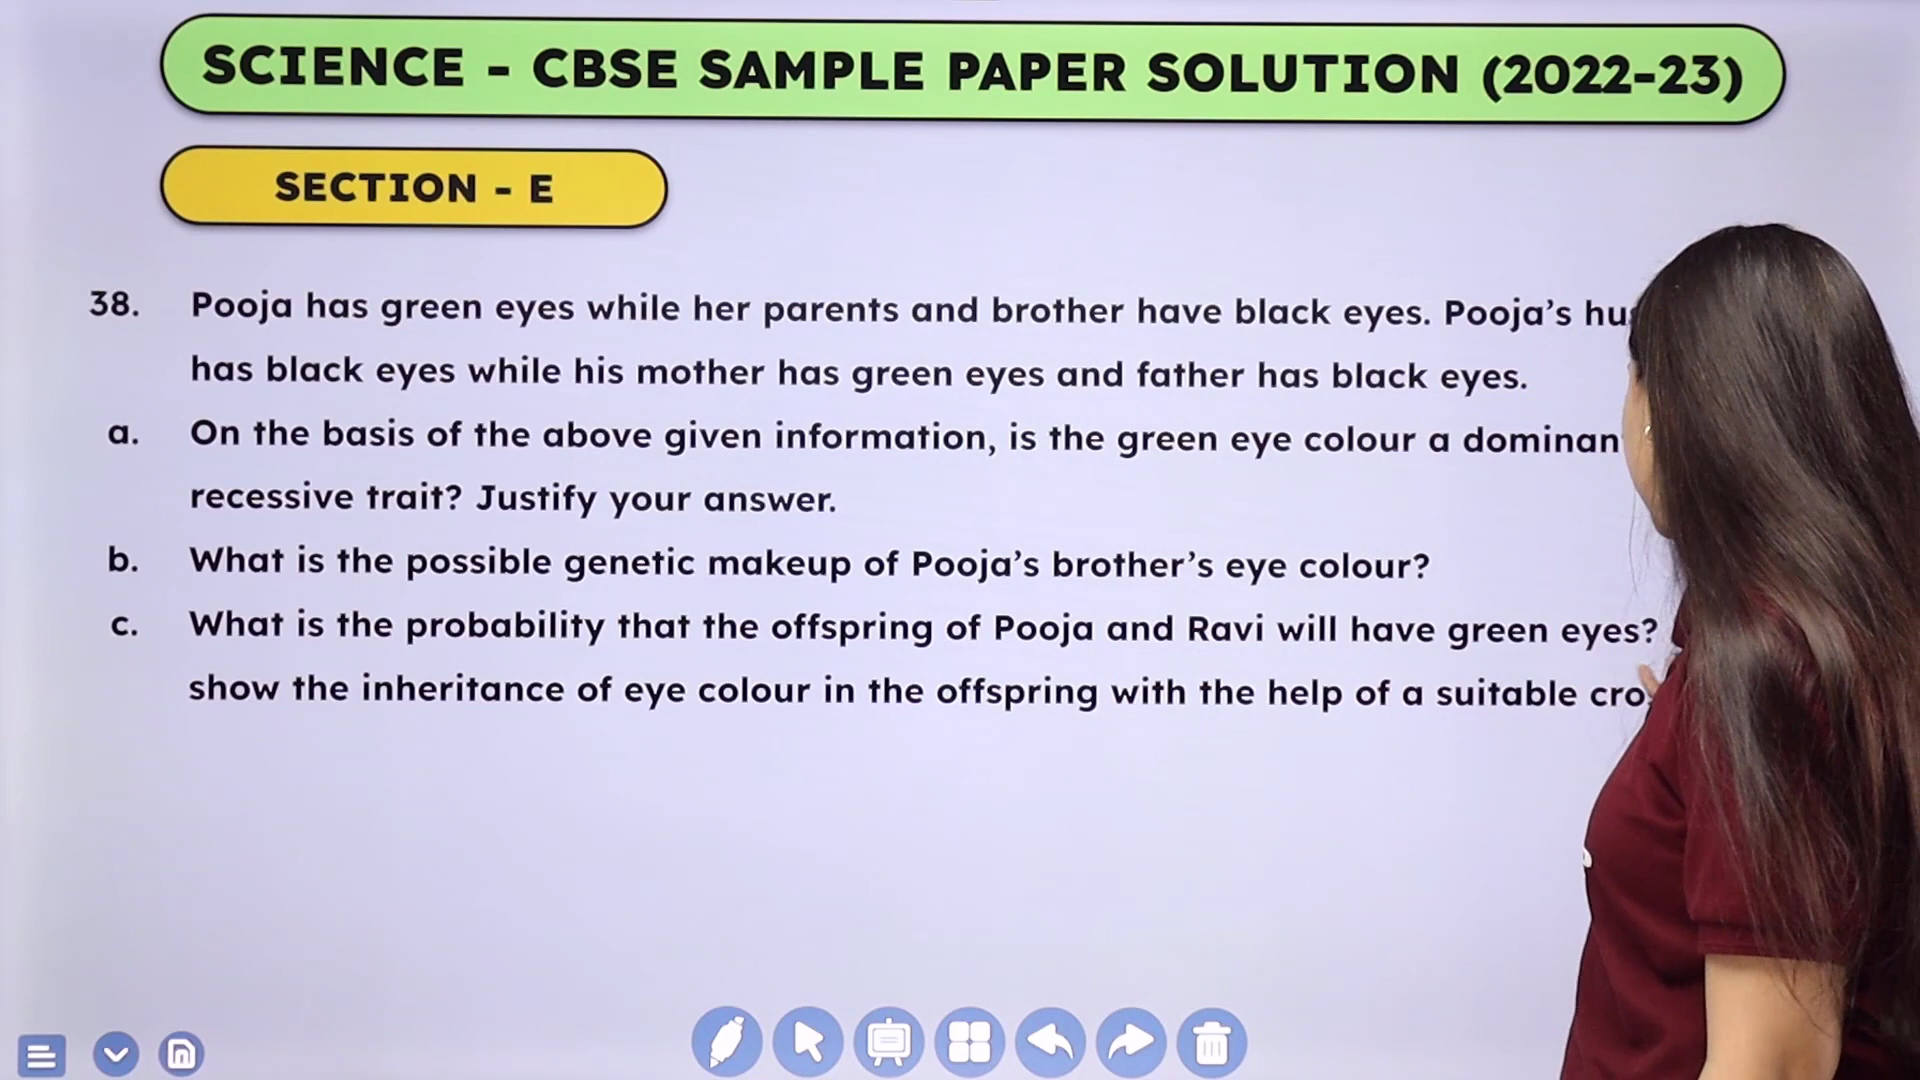 SCIENCE - CBSE SAMPLE PAPER SOLUTION (2022-23)
SECTION - E
38. Pooja has green eyes while her parents and brother have black eyes. Pooja's
has black eyes while his mother has green eyes and father has black eyes.
a. On the basis of the above given information, is the green eye colour a
recessive trait? Justify your answer.
b. What is the possible genetic makeup of Pooja's brother's eye colour?
c. What is the probability that the offspring of Pooja and Ravi will have green eyes?
show the inheritance of eye colour in the offspring with the help of a suitable